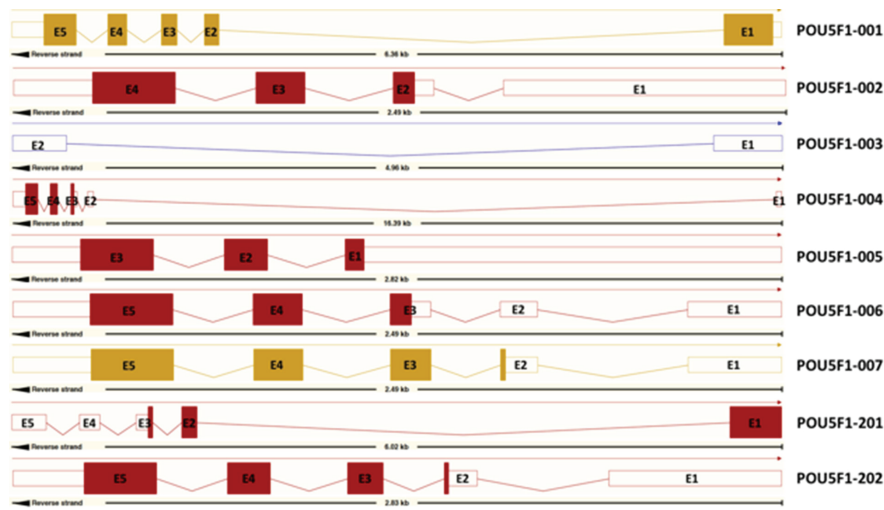 E5 E4 E3 E2 E1 POU5F1-001
Reverse strand 6.36 kb
E4 E3 E2 E1 POU5F1-002
Reverse strand 2.49 kb
E2 E1 POU5F1-003
Reverse strand 4.96 kb
E5 E4 E3 E2 E1 POU5F1-004
Reverse strand 16.39 kb
E3 E2 E1 POU5F1-005
Reverse strand 2.82 kb
E5 E4 E3 E2 E1 POU5F1-006
Reverse strand 2.49 kb
E5 E4 E3 E2 E1 POU5F1-007
Reverse strand 2.49 kb
E5 E4 E3 E2 E1 POU5F1-201
Reverse strand 6.02 kb
E5 E4 E3 E2 E1 POU5F1-202
Reverse strand 2.83 kb